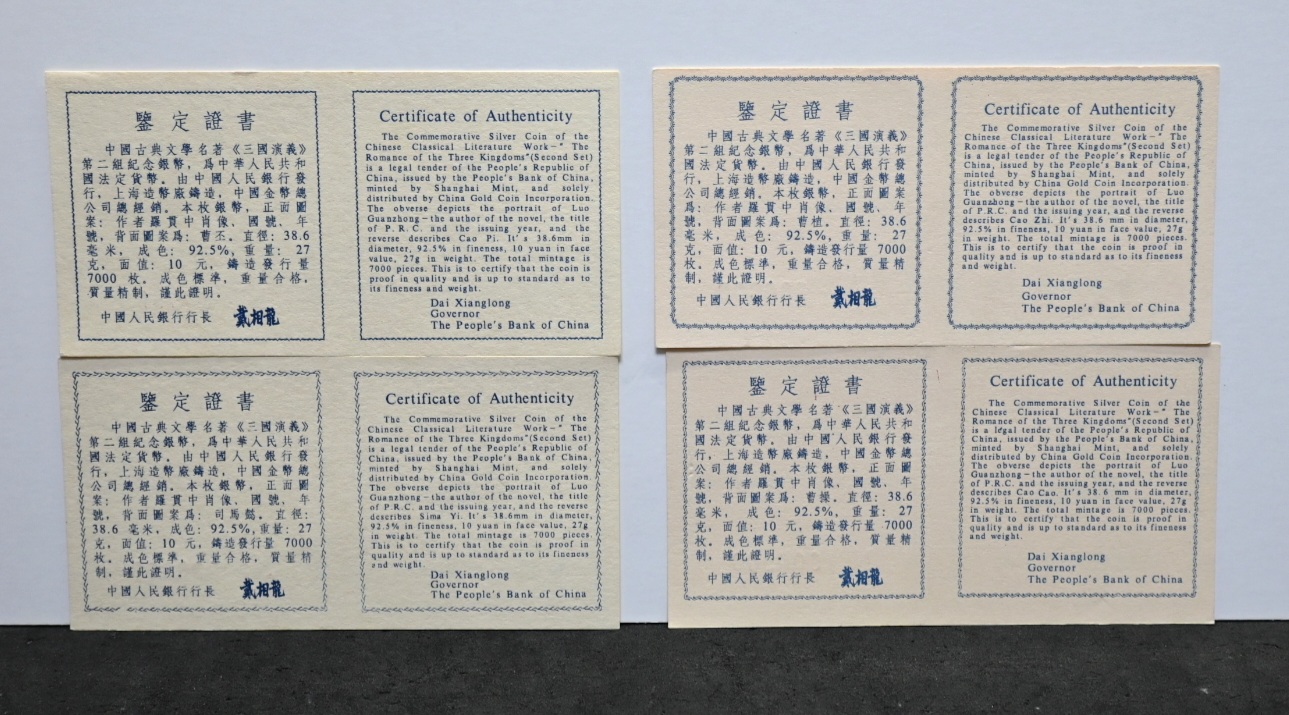 鑒定證書
中國古典文學名著《三國演義》
第二組紀念銀幣，爲中華人民共和
國法定貨幣。由中國人民銀行發
行，上海造幣廠鑄造，中國金幣總
公司總經銷。本枚銀幣，正面圖
案：作者羅貫中肖像、國號、年
號，背面圖案爲：曹丕。直徑：38.6
毫米，成色：92.5%，重量：27
克，面值：10 元，鑄造發行量
7000 枚。成色標準，重量合格，
質量精制，謹此證明。
中國人民銀行行長 戴相龍
Certificate of Authenticity
The Commemorative Silver Coin of the
Chinese Classical Literature Work—" The
Romance of the Three Kingdoms"(Second Set)
is a legal tender of the People's Republic of
China, issued by the People's Bank of China,
minted by Shanghai Mint, and solely
distributed by China Gold Coin Incorporation.
The obverse depicts the portrait of Luo
Guanzhong—the author of the novel, the title
of P.R.C. and the issuing year, and the
reverse describes Cao Pi. It's 38.6mm in
diameter, 92.5% in fineness, 10 yuan in face
value, 27g in weight. The total mintage is
7000 pieces. This is to certify that the coin is
proof in quality and is up to standard as to
its fineness and weight.
Dai Xianglong
Governor
The People's Bank of China
鑒定證書
中國古典文學名著《三國演義》
第二組紀念銀幣，爲中華人民共和
國法定貨幣。由中國人民銀行發
行，上海造幣廠鑄造，中國金幣總
公司總經銷。本枚銀幣，正面圖案
案：作者羅貫中肖像、國號、年
號，背面圖案爲：曹植。直徑：38.6
毫米，成色：92.5%，重量：27
克，面值：10 元，鑄造發行量 7000
枚。成色標準，重量合格，質量精
制，謹此證明。
中國人民銀行行長 戴相龍
Certificate of Authenticity
The Commemorative Silver Coin of the
Chinese Classical Literature Work—" The
Romance of the Three Kingdoms"(Second Set)
is a legal tender of the People's Republic of
China, issued by the People's Bank of China,
minted by Shanghai Mint, and solely
distributed by China Gold Coin Incorporation.
The obverse depicts the portrait of Luo
Guanzhong—the author of the novel, the title
of P.R.C. and the issuing year, and the reverse
describes Cao Zhi. It's 38.6 mm in diameter,
92.5% in fineness, 10 yuan in face value, 27g
in weight. The total mintage is 7000 pieces.
This is to certify that the coin is proof in
quality and is up to standard as to its fineness
and weight.
Dai Xianglong
Governor
The People's Bank of China
鑒定證書
中國古典文學名著《三國演義》
第二組紀念銀幣，爲中華人民共和
國法定貨幣。由中國人民銀行發
行，上海造幣廠鑄造，中國金幣總
公司總經銷。本枚銀幣，正面圖
案：作者羅貫中肖像、國號、年
號，背面圖案爲：司馬懿。直徑：
38.6 毫米，成色：92.5%，重量：27
克，面值：10 元，鑄造發行量 7000
枚。成色標準，重量合格，質量精
制，謹此證明。
中國人民銀行行長 戴相龍
Certificate of Authenticity
The Commemorative Silver Coin of the
Chinese Classical Literature Work—" The
Romance of the Three Kingdoms"(Second Set)
is a legal tender of the People's Republic of
China, issued by the People's Bank of China,
minted by Shanghai Mint, and solely
distributed by China Gold Coin Incorporation.
The obverse depicts the portrait of Luo
Guanzhong—the author of the novel, the title
of P.R.C. and the issuing year, and the reverse
describes Sima Yi. It's 38.6mm in diameter,
92.5% in fineness, 10 yuan in face value, 27g
in weight. The total mintage is 7000 pieces.
This is to certify that the coin is proof in
quality and is up to standard as to its fineness
and weight.
Dai Xianglong
Governor
The People's Bank of China
鑒定證書
中國古典文學名著《三國演義》
第二組紀念銀幣，爲中華人民共和
國法定貨幣。由中國人民銀行發
行，上海造幣廠鑄造，中國金幣總
公司總經銷。本枚銀幣，正面圖
案：作者羅貫中肖像、國號、年
號，背面圖案爲：曹操。直徑：38.6
毫米，成色：92.5%，重量：27
克，面值：10 元，鑄造發行量 7000
枚。成色標準，重量合格，質量精
制，謹此證明。
中國人民銀行行長 戴相龍
Certificate of Authenticity
The Commemorative Silver Coin of the
Chinese Classical Literature Work—" The
Romance of the Three Kingdoms"(Second Set)
is a legal tender of the People's Republic of
China, issued by the People's Bank of China,
minted by Shanghai Mint, and solely
distributed by China Gold Coin Incorporation.
The obverse depicts the portrait of Luo
Guanzhong—the author of the novel, the title
of P.R.C. and the issuing year, and the reverse
describes Cao Cao. It's 38.6 mm in diameter,
92.5% in fineness, 10 yuan in face value, 27g
in weight. The total mintage is 7000 pieces.
This is to certify that the coin is proof in
quality and is up to standard as to its fineness
and weight.
Dai Xianglong
Governor
The People's Bank of China